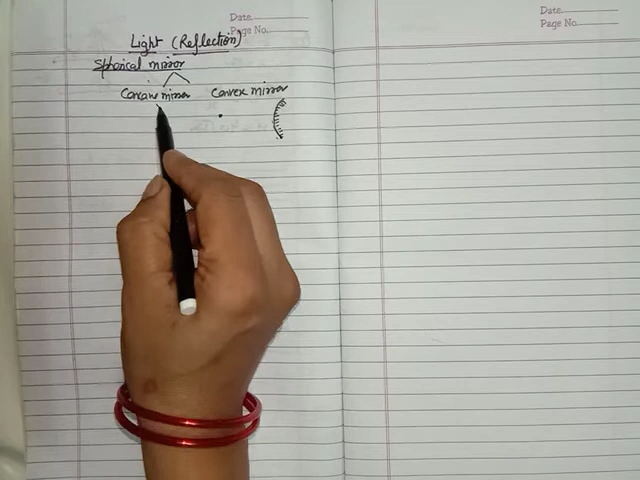 Date
Page No.
Light (Reflection)
Spherical mirror
Concave mirror Convex mirror
Date
Page No.